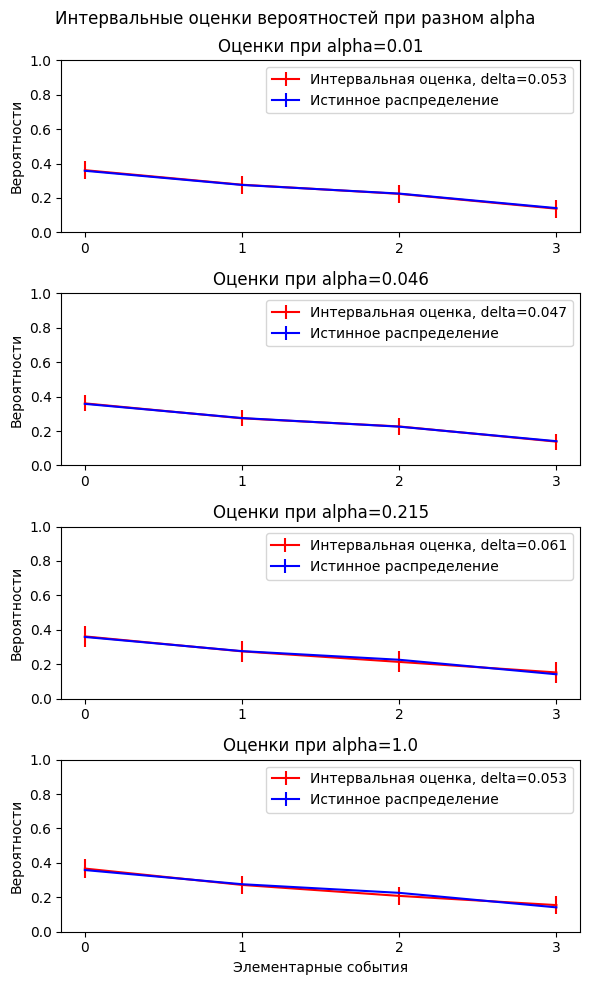 Интервальные оценки вероятностей при разном alpha
Оценки при alpha=0.01
1.0
0.8
0.6
0.4
0.2
0.0
Вероятности
Интервальная оценка, delta=0.053
Истинное распределение
0 1 2 3
Оценки при alpha=0.046
1.0
0.8
0.6
0.4
0.2
0.0
Вероятности
Интервальная оценка, delta=0.047
Истинное распределение
0 1 2 3
Оценки при alpha=0.215
1.0
0.8
0.6
0.4
0.2
0.0
Вероятности
Интервальная оценка, delta=0.061
Истинное распределение
0 1 2 3
Оценки при alpha=1.0
1.0
0.8
0.6
0.4
0.2
0.0
Вероятности
Интервальная оценка, delta=0.053
Истинное распределение
0 1 2 3
Элементарные события